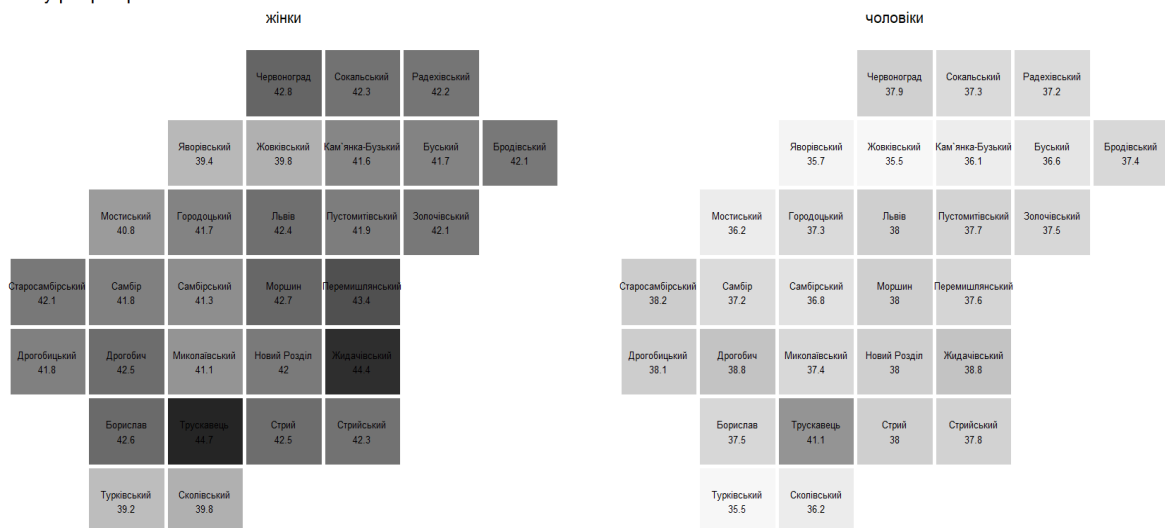 жінки
Червоноград
42.8
Сокальський
42.3
Радехівський
42.2
Яворівський
39.4
Жовківський
39.8
Кам`янка-Бузький
41.6
Буський
41.7
Бродівський
42.1
Мостиський
40.8
Городоцький
41.7
Львів
42.4
Пустомитівський
41.9
Золочівський
42.1
Старосамбірський
42.1
Самбір
41.8
Самбірський
41.3
Моршин
42.7
Перемишлянський
43.4
Дрогобицький
41.8
Дрогобич
42.5
Миколаївський
41.1
Новий Розділ
42
Жидачівський
44.4
Борислав
42.6
Трускавець
44.7
Стрий
42.5
Стрийський
42.3
Турківський
39.2
Сколівський
39.8
чоловіки
Червоноград
37.9
Сокальський
37.3
Радехівський
37.2
Яворівський
35.7
Жовківський
35.5
Кам`янка-Бузький
36.1
Буський
36.6
Бродівський
37.4
Мостиський
36.2
Городоцький
37.3
Львів
38
Пустомитівський
37.7
Золочівський
37.5
Старосамбірський
38.2
Самбір
37.2
Самбірський
36.8
Моршин
38
Перемишлянський
37.6
Дрогобицький
38.1
Дрогобич
38.8
Миколаївський
37.4
Новий Розділ
38
Жидачівський
38.8
Борислав
37.5
Трускавець
41.1
Стрий
38
Стрийський
37.8
Турківський
35.5
Сколівський
36.2